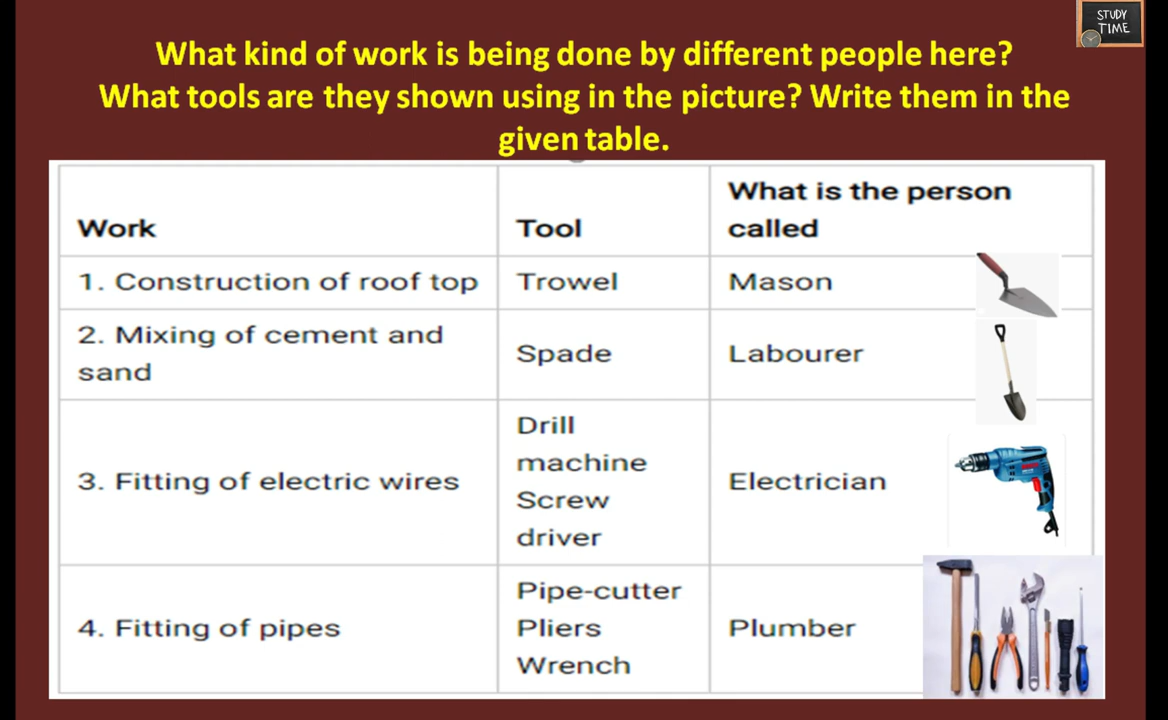 STUDY
TIME
What kind of work is being done by different people here?
What tools are they shown using in the picture? Write them in the
given table.
Work
Tool
What is the person
called
1. Construction of roof top
Trowel
Mason
2. Mixing of cement and
sand
Spade
Labourer
3. Fitting of electric wires
Drill
machine
Screw
driver
Electrician
4. Fitting of pipes
Pipe-cutter
Pliers
Wrench
Plumber